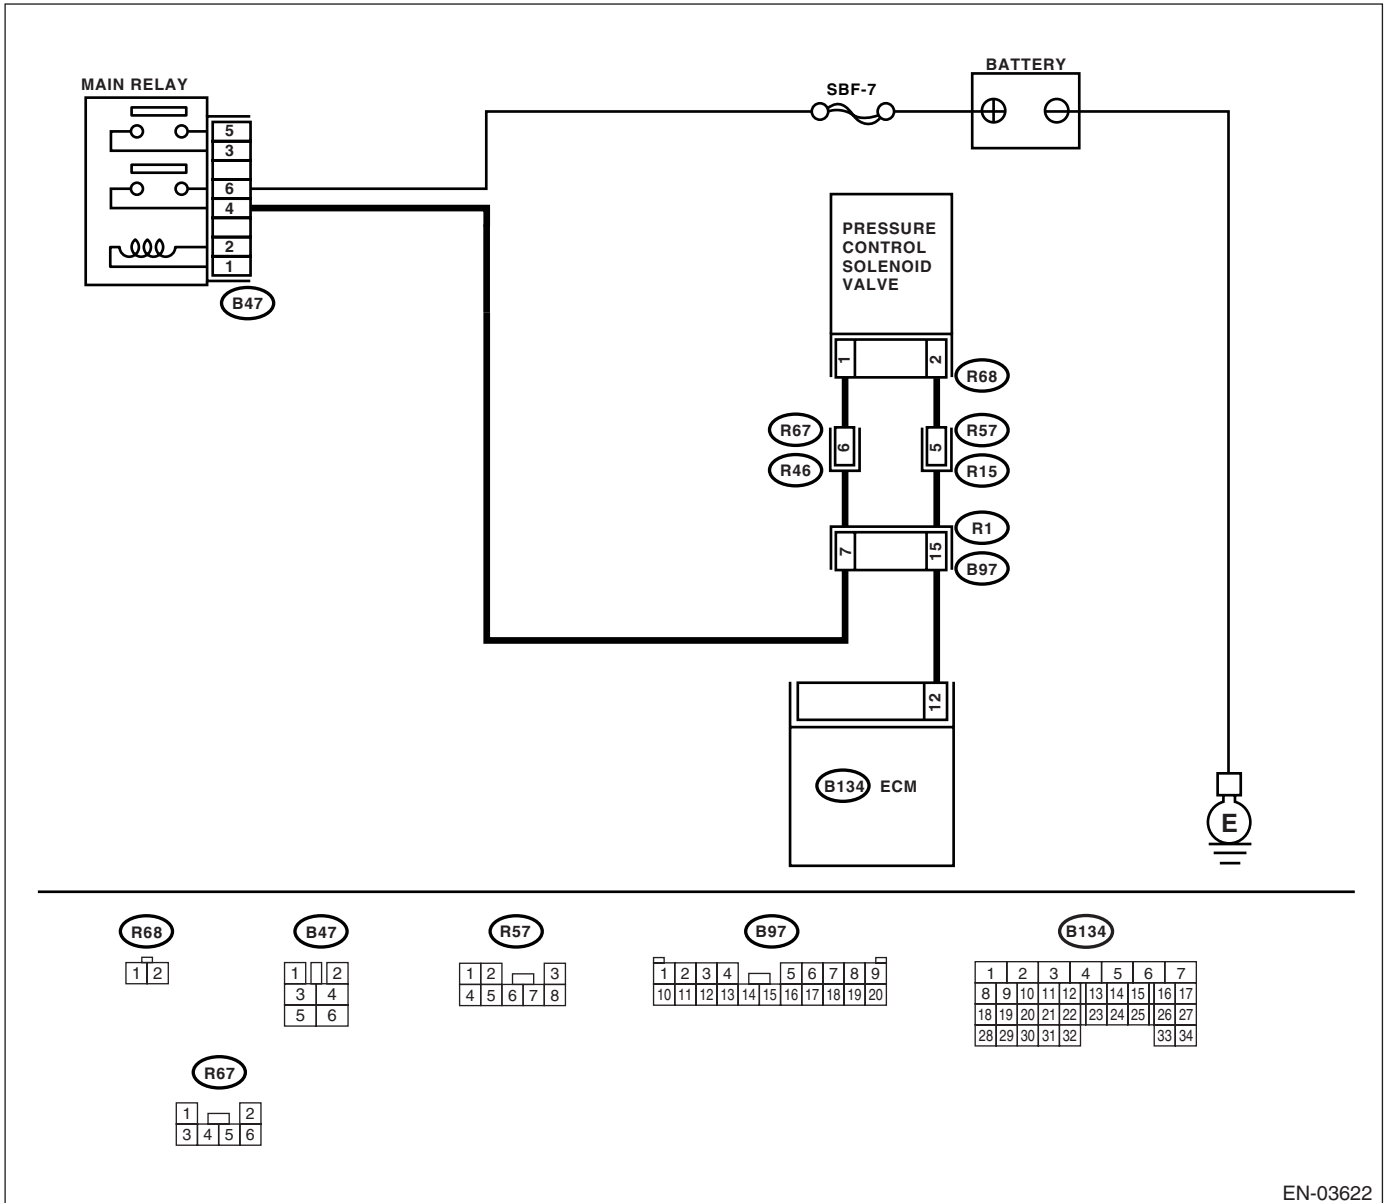 BATTERY
MAIN RELAY
SBF-7
5
3
6
4
2
1
B47
PRESSURE
CONTROL
SOLENOID
VALVE
1 2
R68
R67 6 5 R57
R46 R15
R1
7 15
B97
12
B134 ECM
E
R68
1 2
B47
1 2
3 4
5 6
R57
1 2 3
4 5 6 7 8
B97
1 2 3 4 5 6 7 8 9
10 11 12 13 14 15 16 17 18 19 20
B134
1 2 3 4 5 6 7
8 9 10 11 12 13 14 15 16 17
18 19 20 21 22 23 24 25 26 27
28 29 30 31 32 33 34
R67
1 2
3 4 5 6
EN-03622